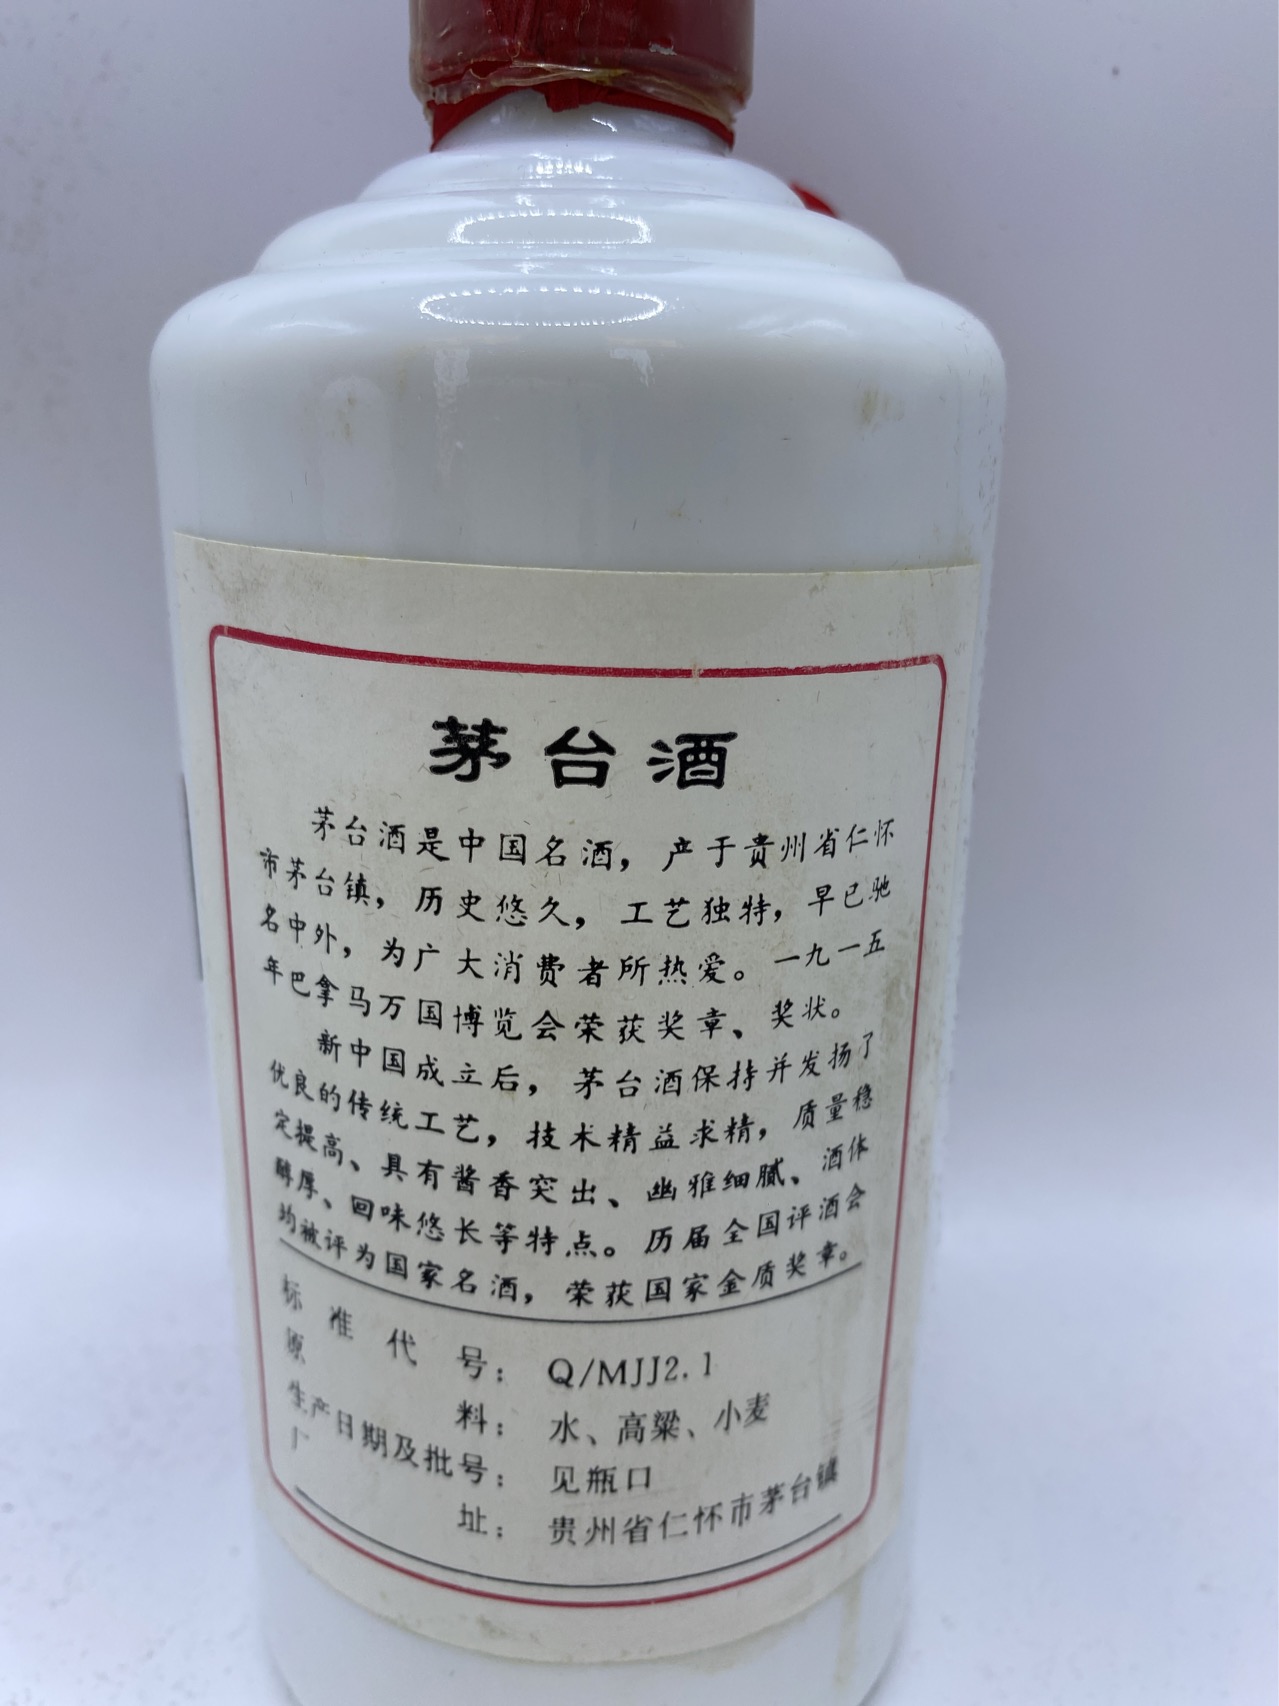 茅台酒
茅台酒是中国名酒，产于贵州省仁怀
市茅台镇，历史悠久，工艺独特，早已驰
名中外，为广大消费者所热爱。一九一五
年巴拿马万国博览会荣获奖章、奖状。
新中国成立后，茅台酒保持并发扬了
优良的传统工艺，技术精益求精，质量稳
定提高、具有酱香突出、幽雅细腻、酒体
醇厚、回味悠长等特点。历届全国评酒会
均被评为国家名酒，荣获国家金质奖章。
标准代号：Q/MJJ2.1
原料：水、高粱、小麦
生产日期及批号：见瓶口
厂址：贵州省仁怀市茅台镇